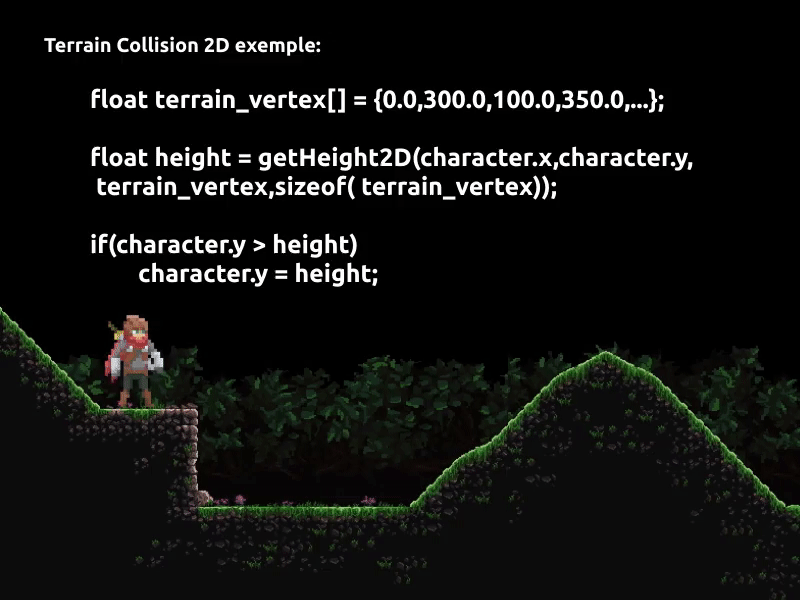 Terrain Collision 2D exemple:
float terrain_vertex[] = {0.0,300.0,100.0,350.0,...};
float height = getHeight2D(character.x,character.y,
terrain_vertex,sizeof( terrain_vertex));
if(character.y > height)
character.y = height;